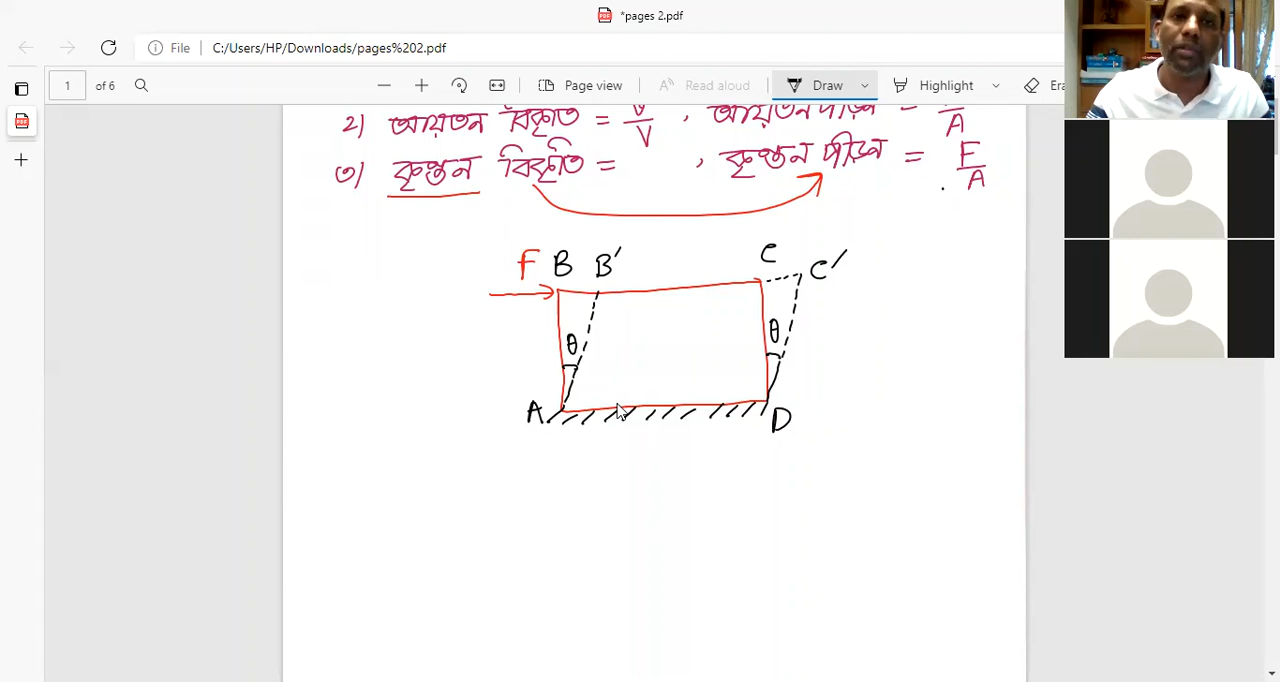 *pages 2.pdf
File C:/Users/HP/Downloads/pages%202.pdf
1 of 6 Page view Read aloud Draw Highlight Era
২) আয়তন বিকৃতি = v/V , আয়তন পীড়ন = F/A
৩) কৃন্তন বিকৃতি = , কৃন্তন পীড়ন = F/A
F B B′ C C′
θ θ
A D